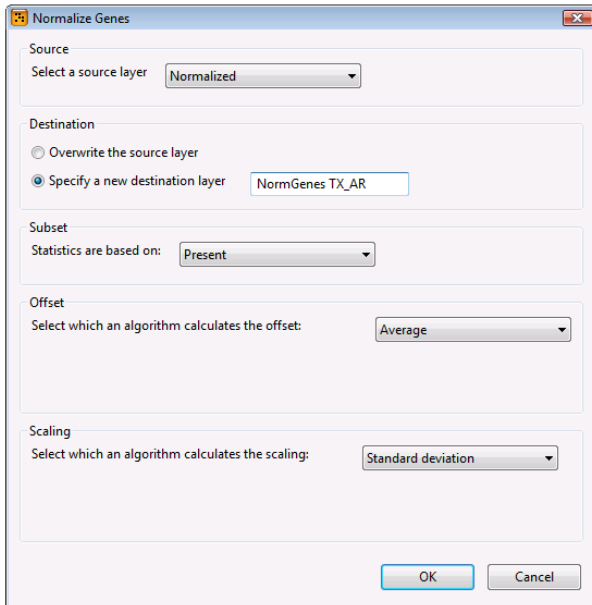 Normalize Genes
Source
Select a source layer Normalized
Destination
Overwrite the source layer
Specify a new destination layer NormGenes TX_AR
Subset
Statistics are based on: Present
Offset
Select which an algorithm calculates the offset: Average
Scaling
Select which an algorithm calculates the scaling: Standard deviation
OK Cancel